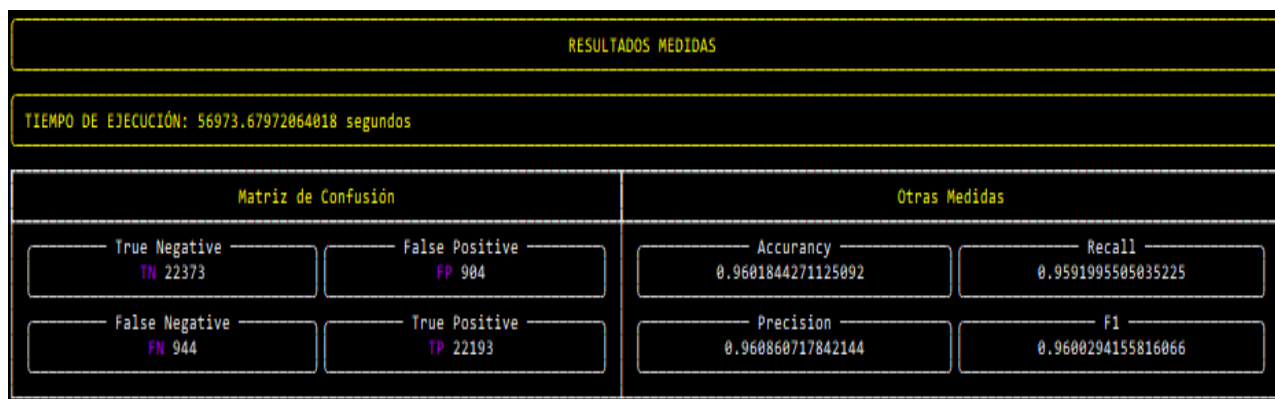 RESULTADOS MEDIDAS
TIEMPO DE EJECUCIÓN: 56973.67972064018 segundos
Matriz de Confusión
Otras Medidas
True Negative
TN 22373
False Positive
FP 904
Accurancy
0.9601844271125092
Recall
0.9591995505035225
False Negative
FN 944
True Positive
TP 22193
Precision
0.960860717842144
F1
0.9600294155816066